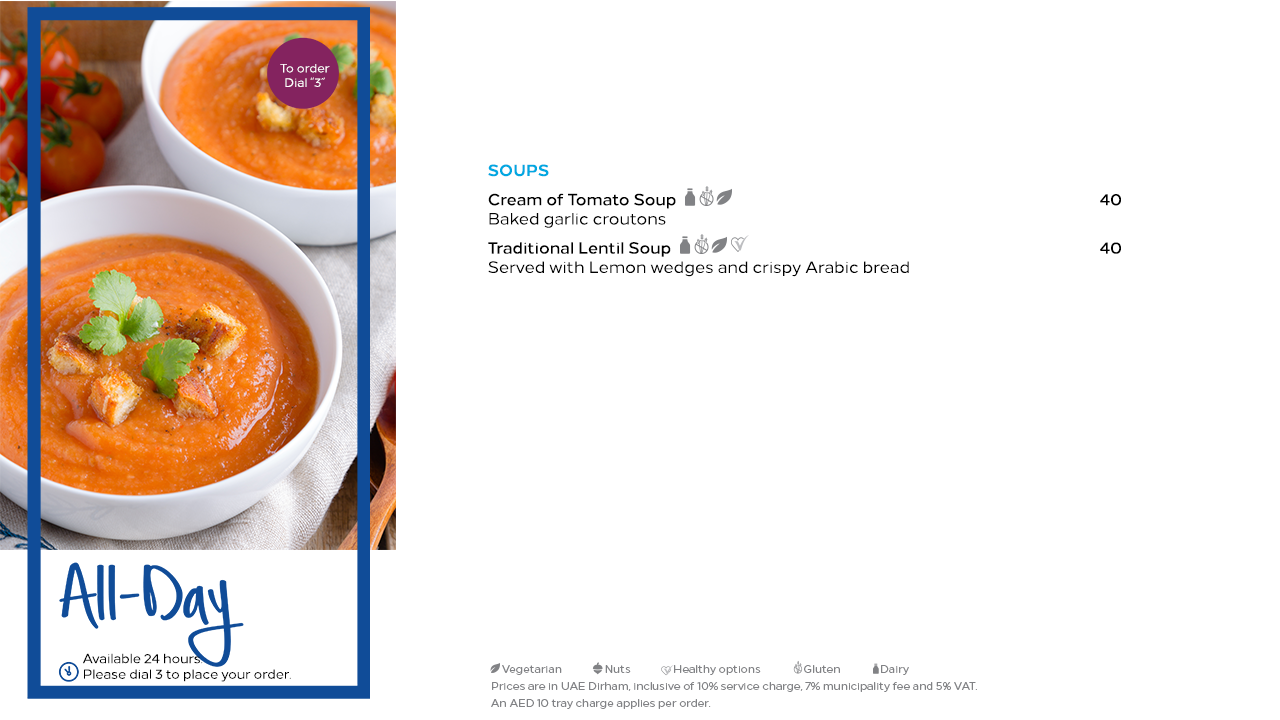 To order
Dial "3"
SOUPS
Cream of Tomato Soup 40
Baked garlic croutons
Traditional Lentil Soup 40
Served with Lemon wedges and crispy Arabic bread
All-Day
Available 24 hours.
Please dial 3 to place your order.
Vegetarian Nuts Healthy options Gluten Dairy
Prices are in UAE Dirham, inclusive of 10% service charge, 7% municipality fee and 5% VAT.
An AED 10 tray charge applies per order.